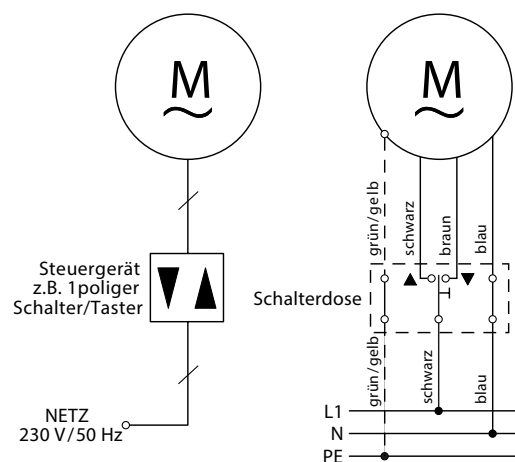 M
Steuergerät
z.B. 1poliger
Schalter/Taster
NETZ
230 V/50 Hz
M
grün/gelb
schwarz
braun
blau
Schalterdose
grün/gelb
schwarz
blau
L1
N
PE